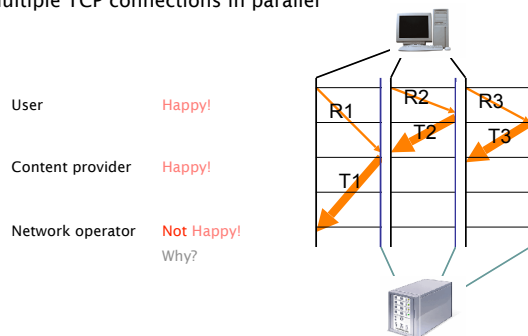 ultiple TCP connections in parallel
User Happy!
Content provider Happy!
Network operator Not Happy!
Why?
R1
R2
R3
T2
T3
T1